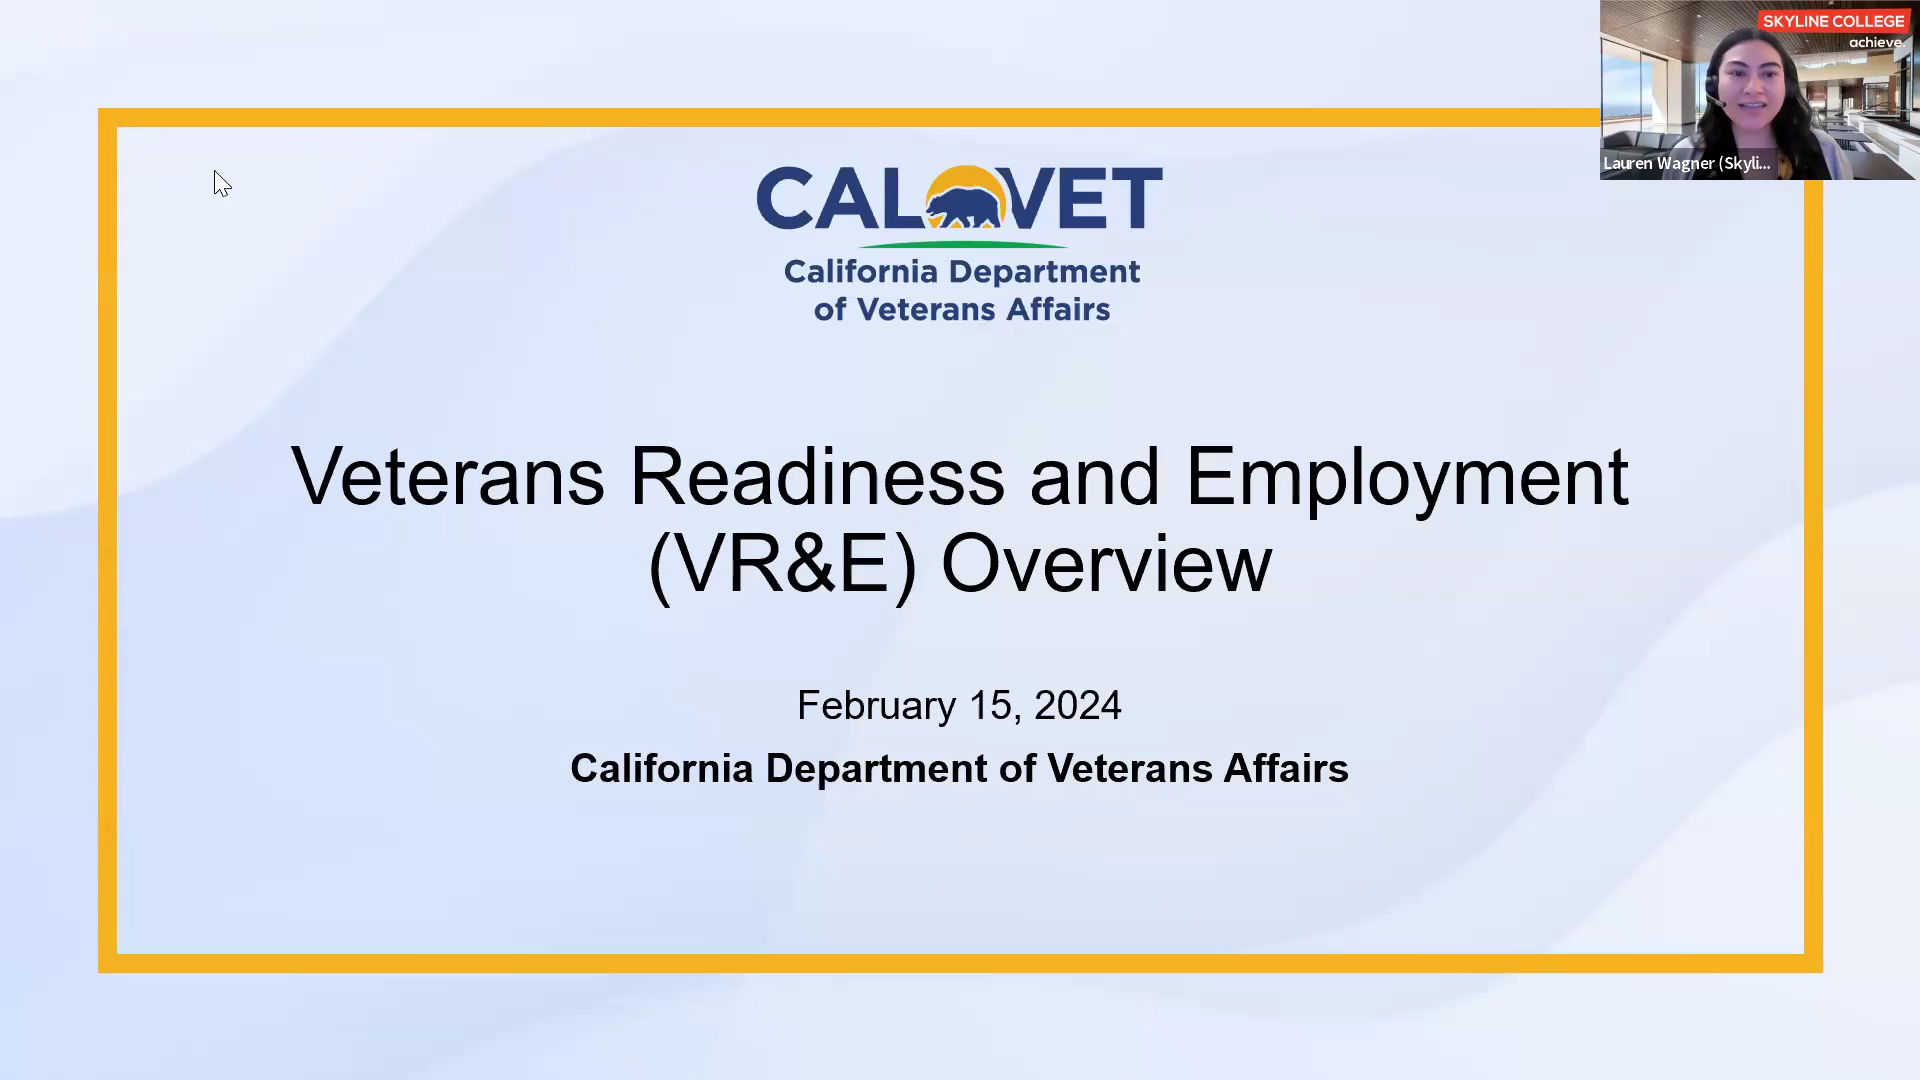 SKYLINE COLLEGE
achieve.
Lauren Wagner (Skyli...
CALVET
California Department
of Veterans Affairs
Veterans Readiness and Employment
(VR&E) Overview
February 15, 2024
California Department of Veterans Affairs